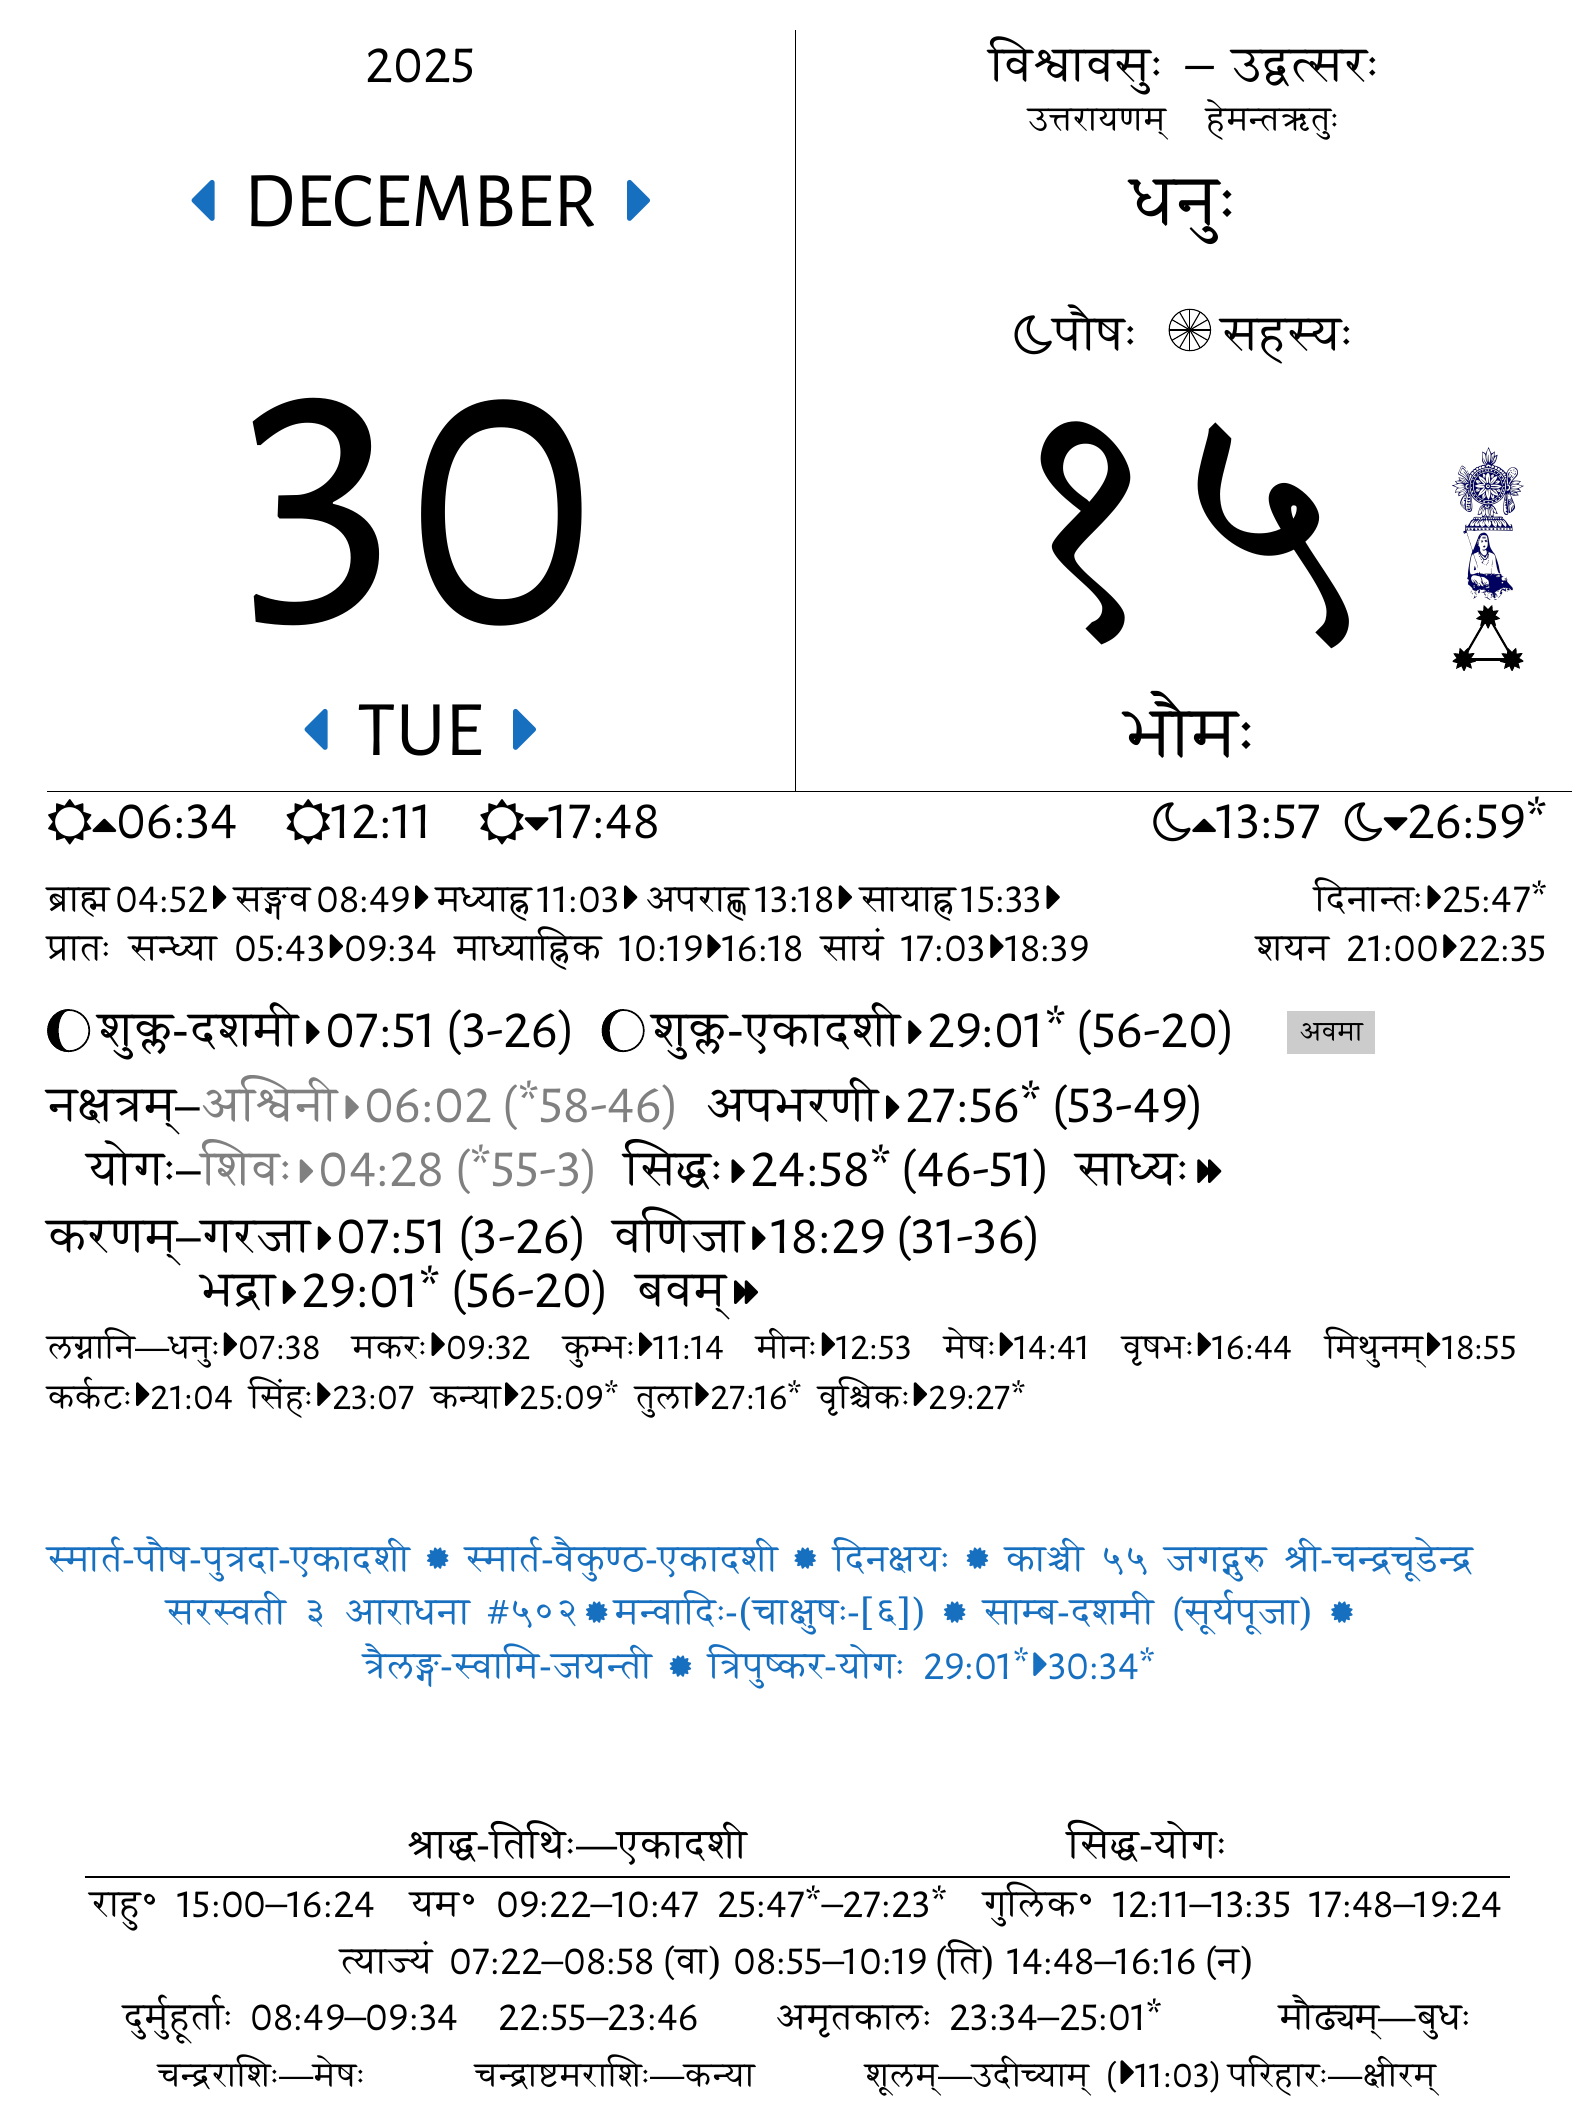 2025
DECEMBER
30
TUE
विश्वावसुः – उद्वत्सरः
उत्तरायणम् हेमन्तऋतुः
धनुः
पौषः सहस्यः
१५
भौमः
06:34 12:11 17:48 13:57 26:59*
ब्राह्म 04:52 सङ्गव 08:49 मध्याह्न 11:03 अपराह्ण 13:18 सायाह्न 15:33 दिनान्तः 25:47*
प्रातः सन्ध्या 05:43 09:34 माध्याह्निक 10:19 16:18 सायं 17:03 18:39 शयन 21:00 22:35
शुक्ल-दशमी 07:51 (3-26) शुक्ल-एकादशी 29:01* (56-20) अवमा
नक्षत्रम्–अश्विनी 06:02 (*58-46) अपभरणी 27:56* (53-49)
योगः–शिवः 04:28 (*55-3) सिद्धः 24:58* (46-51) साध्यः
करणम्–गरजा 07:51 (3-26) वणिजा 18:29 (31-36)
भद्रा 29:01* (56-20) बवम्
लग्नानि—धनुः 07:38 मकरः 09:32 कुम्भः 11:14 मीनः 12:53 मेषः 14:41 वृषभः 16:44 मिथुनम् 18:55
कर्कटः 21:04 सिंहः 23:07 कन्या 25:09* तुला 27:16* वृश्चिकः 29:27*
स्मार्त-पौष-पुत्रदा-एकादशी ✹ स्मार्त-वैकुण्ठ-एकादशी ✹ दिनक्षयः ✹ काञ्ची ५५ जगद्गुरु श्री-चन्द्रचूडेन्द्र
सरस्वती ३ आराधना #५०२ ✹ मन्वादिः-(चाक्षुषः-[६]) ✹ साम्ब-दशमी (सूर्यपूजा) ✹
त्रैलङ्ग-स्वामि-जयन्ती ✹ त्रिपुष्कर-योगः 29:01* 30:34*
श्राद्ध-तिथिः—एकादशी सिद्ध-योगः
राहु॰ 15:00–16:24 यम॰ 09:22–10:47 25:47*–27:23* गुलिक॰ 12:11–13:35 17:48–19:24
त्याज्यं 07:22–08:58 (वा) 08:55–10:19 (ति) 14:48–16:16 (न)
दुर्मुहूर्ताः 08:49–09:34 22:55–23:46 अमृतकालः 23:34–25:01* मौढ्यम्—बुधः
चन्द्रराशिः—मेषः चन्द्राष्टमराशिः—कन्या शूलम्—उदीच्याम् (11:03) परिहारः—क्षीरम्